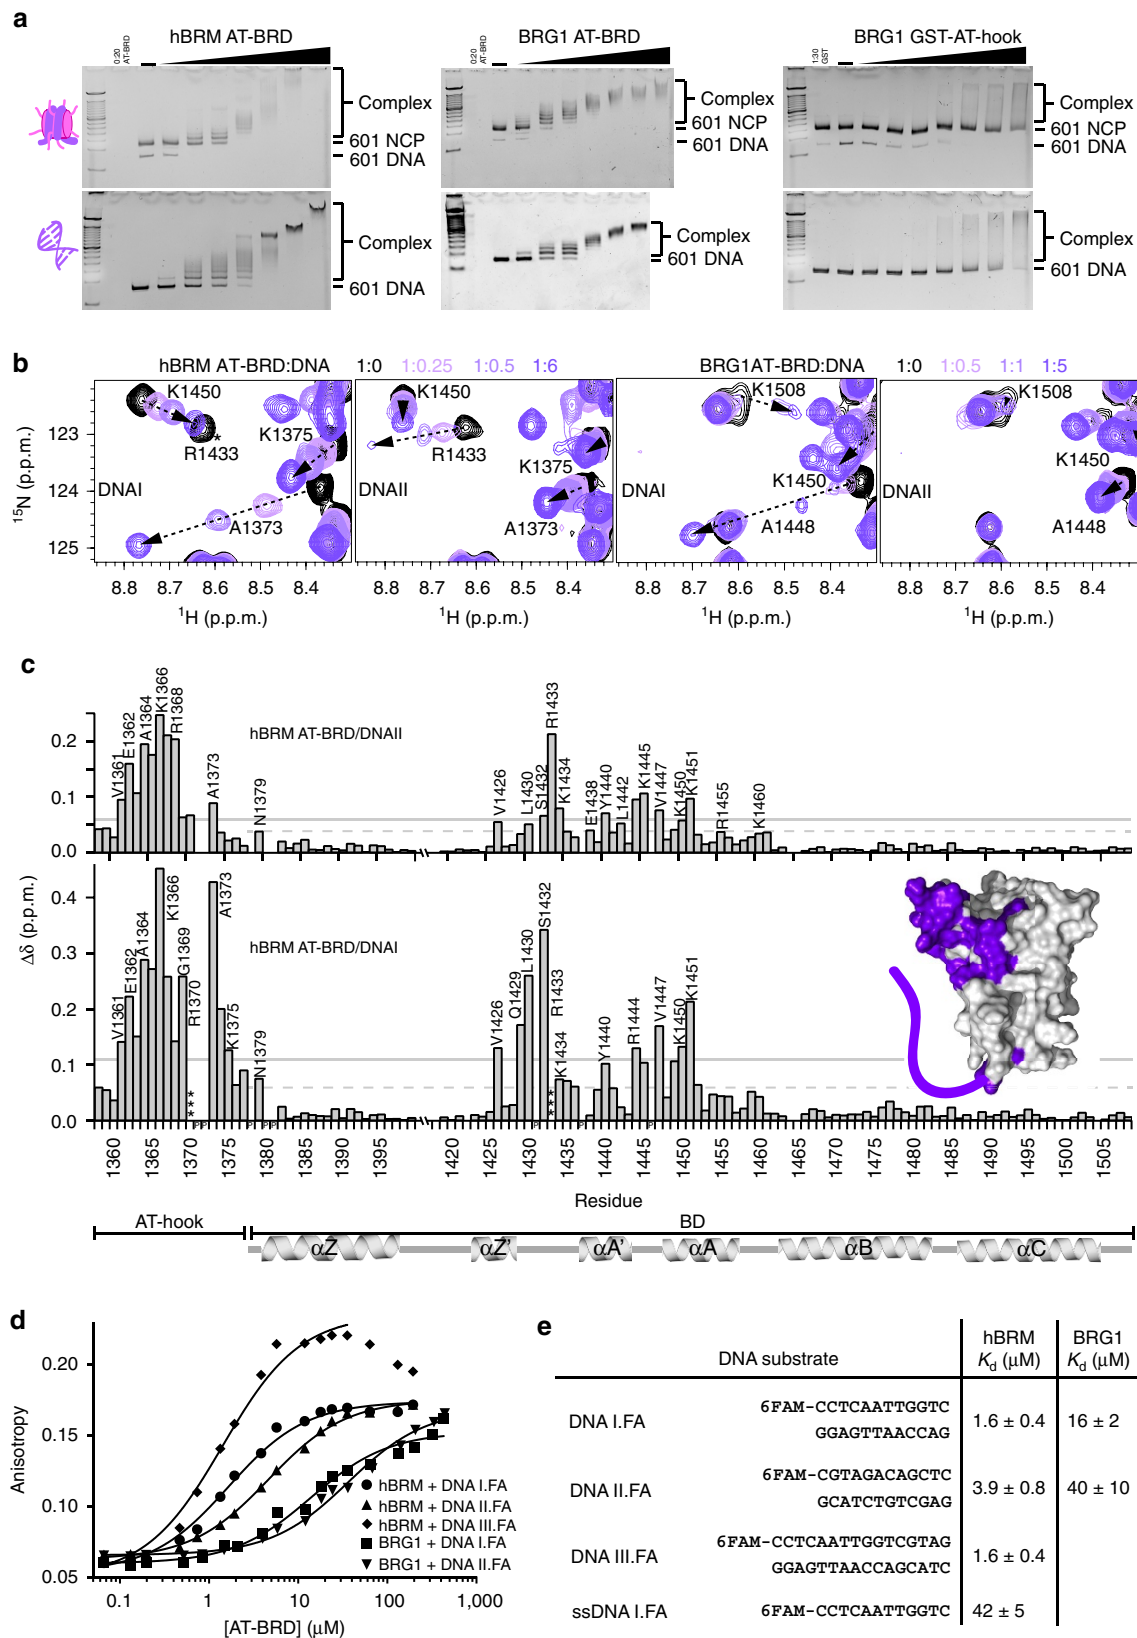 a
hBRM AT-BRD
BRG1 AT-BRD
BRG1 GST-AT-hook
0:20 AT-BRD
0:20 AT-BRD
1:30 GST
Complex
601 NCP
601 DNA
Complex
601 NCP
601 DNA
Complex
601 NCP
601 DNA
Complex
601 DNA
Complex
601 DNA
Complex
601 DNA
b
hBRM AT-BRD:DNA 1:0 1:0.25 1:0.5 1:6
BRG1AT-BRD:DNA 1:0 1:0.5 1:1 1:5
K1450
*
R1433
K1375
A1373
DNAI
K1450
R1433
K1375
A1373
DNAII
K1508
K1450
A1448
DNAI
K1508
K1450
A1448
DNAII
15N (p.p.m.)
123
124
125
8.8 8.7 8.6 8.5 8.4
8.8 8.7 8.6 8.5 8.4
8.8 8.7 8.6 8.5 8.4
8.8 8.7 8.6 8.5 8.4
1H (p.p.m.)
1H (p.p.m.)
1H (p.p.m.)
1H (p.p.m.)
c
hBRM AT-BRD/DNAII
0.2
0.1
0.0
V1361 E1362 A1364 K1366 R1368 A1373 N1379 V1426 L1430 S1432 R1433 K1434 E1438 Y1440 L1442 K1445 V1447 K1450 K1451 R1455 K1460
Δδ (p.p.m.)
hBRM AT-BRD/DNAI
0.4
0.3
0.2
0.1
0.0
V1361 E1362 A1364 K1366 G1369 R1370 A1373 K1375 N1379 V1426 Q1429 L1430 S1432 R1433 K1434 Y1440 R1444 V1447 K1450 K1451
*** ***
P P P P P P P P
1360 1365 1370 1375 1380 1385 1390 1395 1420 1425 1430 1435 1440 1445 1450 1455 1460 1465 1470 1475 1480 1485 1490 1495 1500 1505
Residue
AT-hook
BD
αZ αZ' αA' αA αB αC
d
Anisotropy
0.20
0.15
0.10
0.05
0.1 1 10 100 1,000
[AT-BRD] (μM)
hBRM + DNA I.FA
hBRM + DNA II.FA
hBRM + DNA III.FA
BRG1 + DNA I.FA
BRG1 + DNA II.FA
e
DNA substrate
hBRM Kd (μM)
BRG1 Kd (μM)
DNA I.FA
6FAM-CCTCAATTGGTC
GGAGTTAACCAG
1.6 ± 0.4
16 ± 2
DNA II.FA
6FAM-CGTAGACAGCTC
GCATCTGTCGAG
3.9 ± 0.8
40 ± 10
DNA III.FA
6FAM-CCTCAATTGGTCGTAG
GGAGTTAACCAGCATC
1.6 ± 0.4
ssDNA I.FA
6FAM-CCTCAATTGGTC
42 ± 5